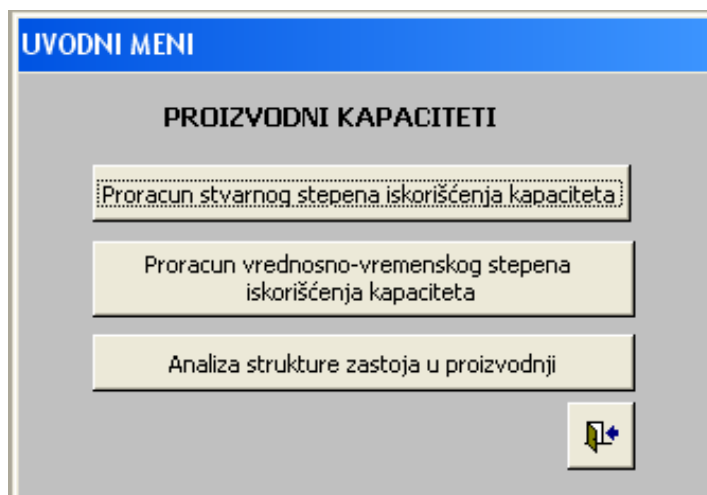 UVODNI MENI
PROIZVODNI KAPACITETI
Proracun stvarnog stepena iskorišćenja kapaciteta
Proracun vrednosno-vremenskog stepena
iskorišćenja kapaciteta
Analiza strukture zastoja u proizvodnji